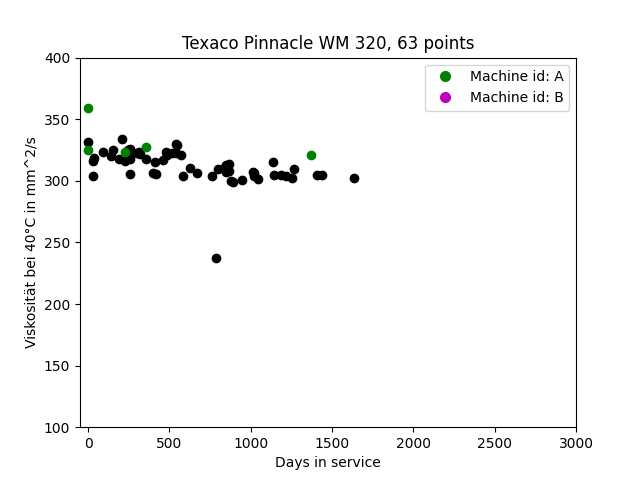 Texaco Pinnacle WM 320, 63 points
Viskosität bei 40°C in mm^2/s
400
350
300
250
200
150
100
0
500
1000
1500
2000
2500
3000
Days in service
Machine id: A
Machine id: B